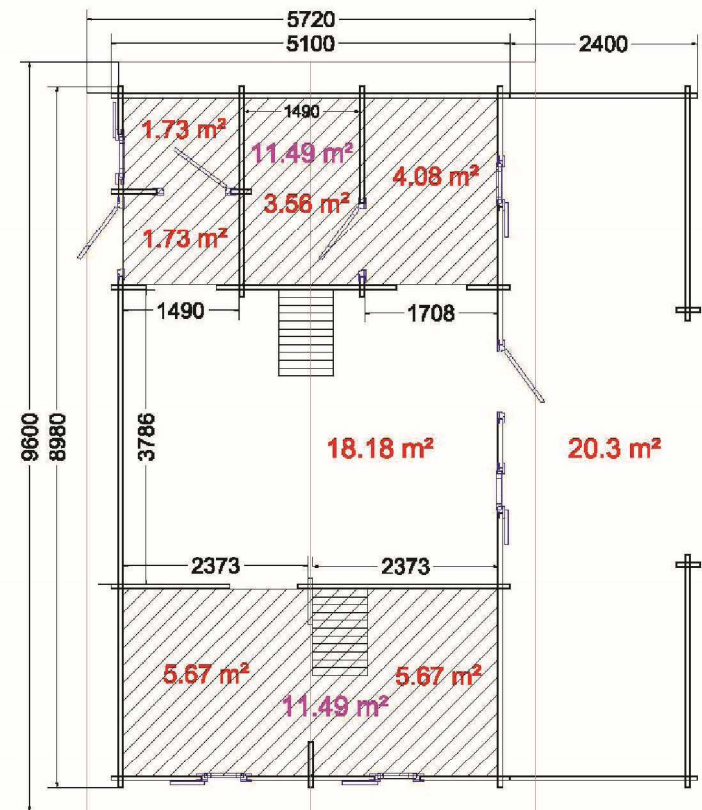 5720
5100
2400
1490
1.73 m²
11.49 m²
4.08 m²
3.56 m²
1.73 m²
1490
1708
9600
8980
3786
18.18 m²
20.3 m²
2373
2373
5.67 m²
5.67 m²
11.49 m²